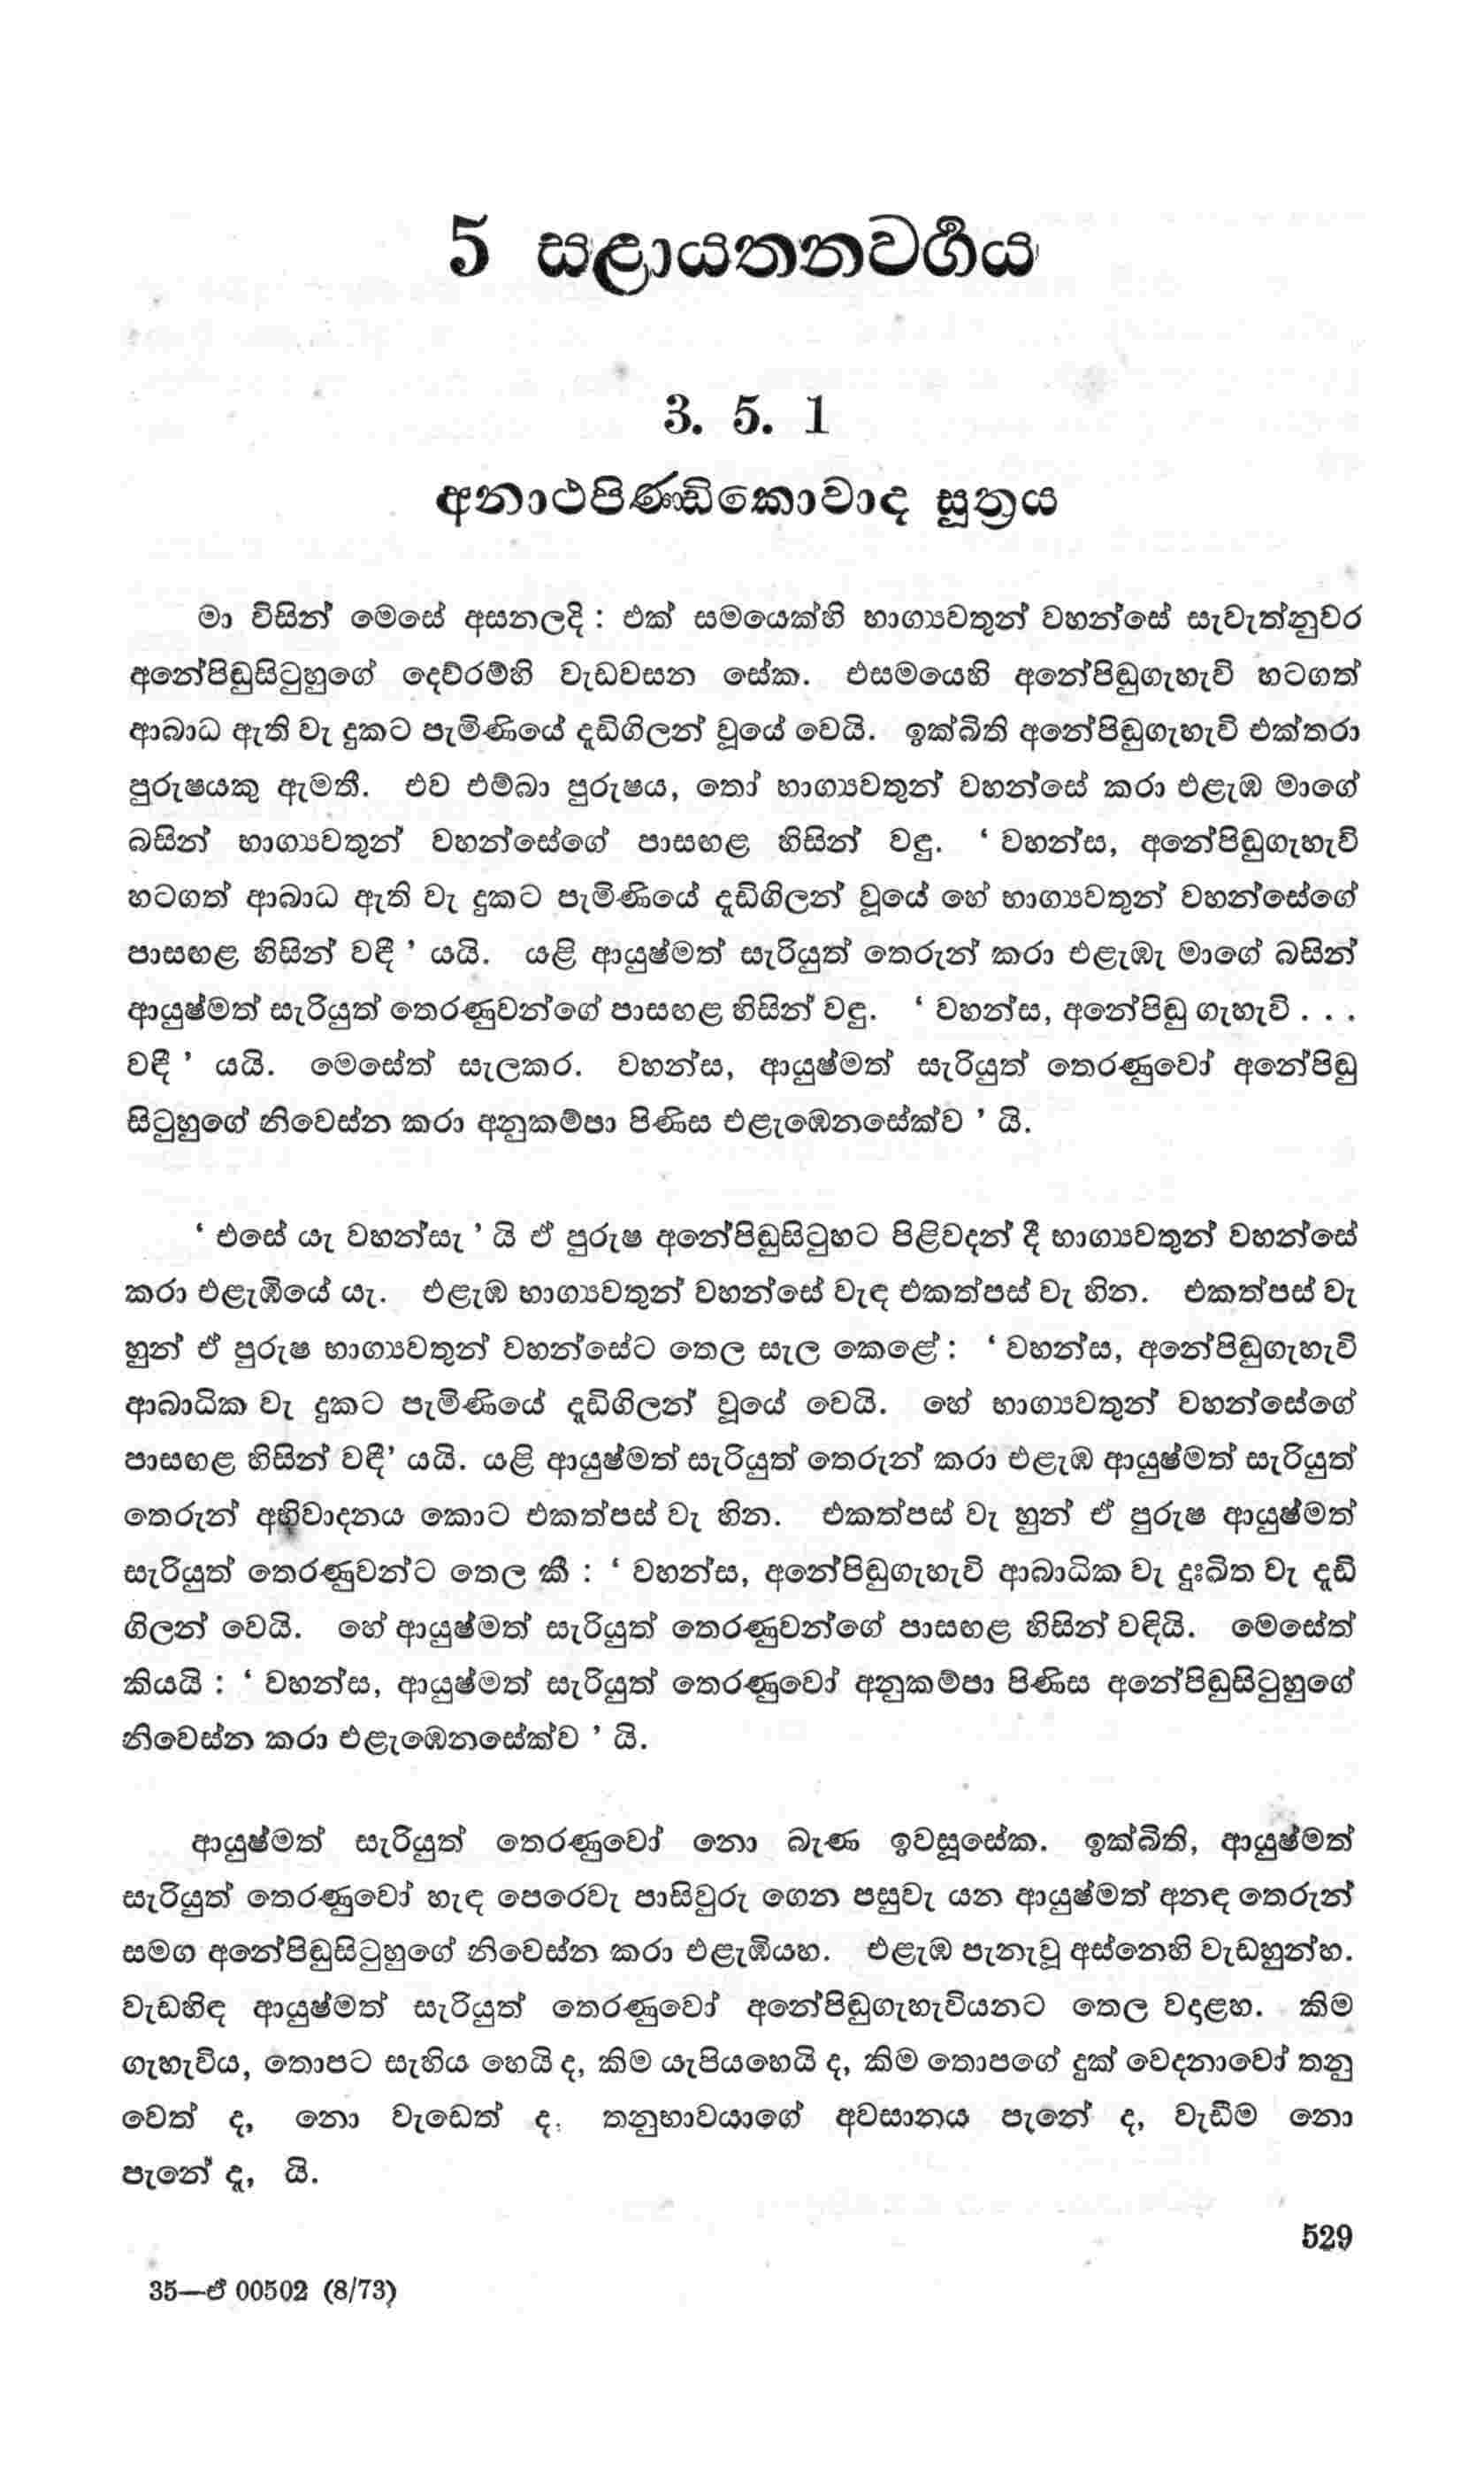 5 සළායතනවර්ගය
3. 5. 1
අනාථපිණ්ඩිකොවාද සූත්‍රය
මා විසින් මෙසේ අසනලදි : එක් සමයෙක්හි භාග්‍යවතුන් වහන්සේ සැවැත්නුවර
අනේපිඬුසිටුහුගේ දෙව්රම්හි වැඩවසන සේක. එසමයෙහි අනේපිඬුගැහැවි හටගත්
ආබාධ ඇති වැ දුකට පැමිණියේ දැඩිගිලන් වූයේ වෙයි. ඉක්බිති අනේපිඬුගැහැවි එක්තරා
පුරුෂයකු ඇමතී. එව එම්බා පුරුෂය, තෝ භාග්‍යවතුන් වහන්සේ කරා එළැඹ මාගේ
බසින් භාග්‍යවතුන් වහන්සේගේ පාසඟළ හිසින් වඳු. ‘ වහන්ස, අනේපිඬුගැහැවි
හටගත් ආබාධ ඇති වැ දුකට පැමිණියේ දැඩිගිලන් වූයේ හේ භාග්‍යවතුන් වහන්සේගේ
පාසඟළ හිසින් වඳී ’ යයි. යළි ආයුෂ්මත් සැරියුත් තෙරුන් කරා එළැඹැ මාගේ බසින්
ආයුෂ්මත් සැරියුත් තෙරණුවන්ගේ පාසඟළ හිසින් වඳු. ‘ වහන්ස, අනේපිඬු ගැහැවි . . .
වඳී ’ යයි. මෙසේත් සැලකර. වහන්ස, ආයුෂ්මත් සැරියුත් තෙරණුවෝ අනේපිඬු
සිටුහුගේ නිවෙස්න කරා අනුකම්පා පිණිස එළැඹෙනසේක්ව ’ යි.
‘ එසේ යැ වහන්සැ ’ යි ඒ පුරුෂ අනේපිඬුසිටුහට පිළිවදන් දී භාග්‍යවතුන් වහන්සේ
කරා එළැඹියේ යැ. එළැඹ භාග්‍යවතුන් වහන්සේ වැඳ එකත්පස් වැ හින. එකත්පස් වැ
හුන් ඒ පුරුෂ භාග්‍යවතුන් වහන්සේට තෙල සැල කෙළේ : ‘ වහන්ස, අනේපිඬුගැහැවි
ආබාධික වැ දුකට පැමිණියේ දැඩිගිලන් වූයේ වෙයි. හේ භාග්‍යවතුන් වහන්සේගේ
පාසඟළ හිසින් වඳී’ යයි. යළි ආයුෂ්මත් සැරියුත් තෙරුන් කරා එළැඹ ආයුෂ්මත් සැරියුත්
තෙරුන් අභිවාදනය කොට එකත්පස් වැ හින. එකත්පස් වැ හුන් ඒ පුරුෂ ආයුෂ්මත්
සැරියුත් තෙරණුවන්ට තෙල කී : ‘ වහන්ස, අනේපිඬුගැහැවි ආබාධික වැ දුඃඛිත වැ දැඩි
ගිලන් වෙයි. හේ ආයුෂ්මත් සැරියුත් තෙරණුවන්ගේ පාසඟළ හිසින් වඳියි. මෙසේත්
කියයි : ‘ වහන්ස, ආයුෂ්මත් සැරියුත් තෙරණුවෝ අනුකම්පා පිණිස අනේපිඬුසිටුහුගේ
නිවෙස්න කරා එළැඹෙනසේක්ව ’ යි.
ආයුෂ්මත් සැරියුත් තෙරණුවෝ නො බැණ ඉවසූසේක. ඉක්බිති, ආයුෂ්මත්
සැරියුත් තෙරණුවෝ හැඳ පෙරෙවැ පාසිවුරු ගෙන පසුවැ යන ආයුෂ්මත් අනඳ තෙරුන්
සමග අනේපිඬුසිටුහුගේ නිවෙස්න කරා එළැඹියහ. එළැඹ පැනැවූ අස්නෙහි වැඩහුන්හ.
වැඩහිඳ ආයුෂ්මත් සැරියුත් තෙරණුවෝ අනේපිඬුගැහැවියනට තෙල වදළහ. කිම
ගැහැවිය, තොපට සැහිය හෙයි ද, කිම යැපියහෙයි ද, කිම තොපගේ දුක් වෙදනාවෝ තනු
වෙත් ද, නො වැඩෙත් ද, තනුභාවයාගේ අවසානය පැනේ ද, වැඩීම නො
පැනේ දැ, යි.
529
35—ඒ 00502 (8/73)